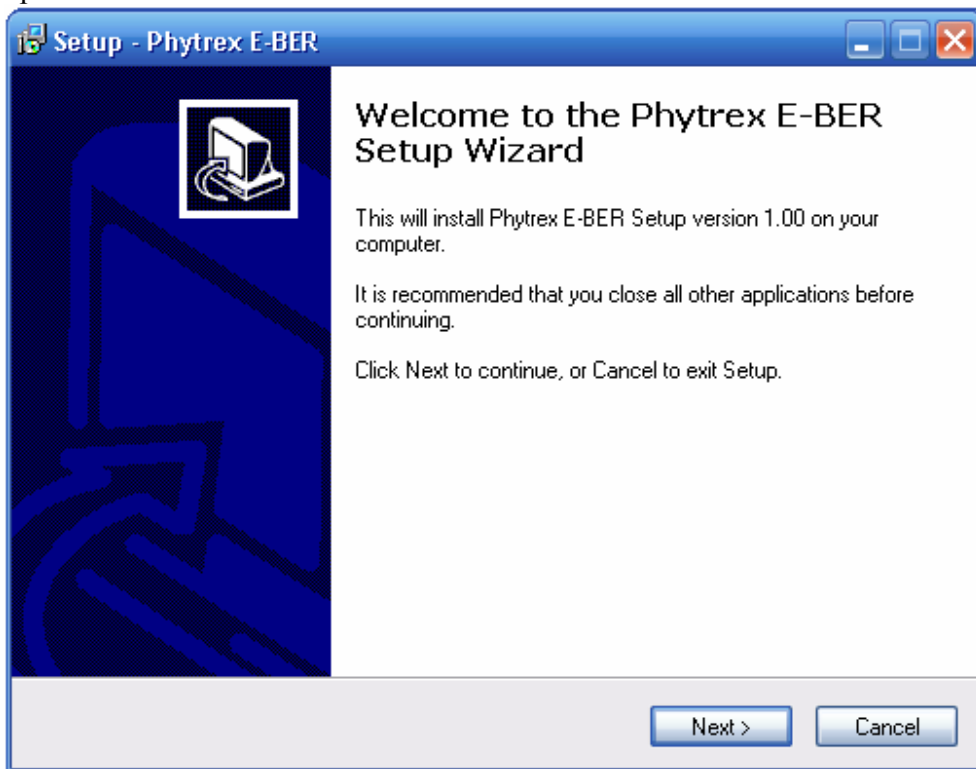 Setup - Phytrex E-BER
Welcome to the Phytrex E-BER
Setup Wizard
This will install Phytrex E-BER Setup version 1.00 on your
computer.
It is recommended that you close all other applications before
continuing.
Click Next to continue, or Cancel to exit Setup.
Next >
Cancel